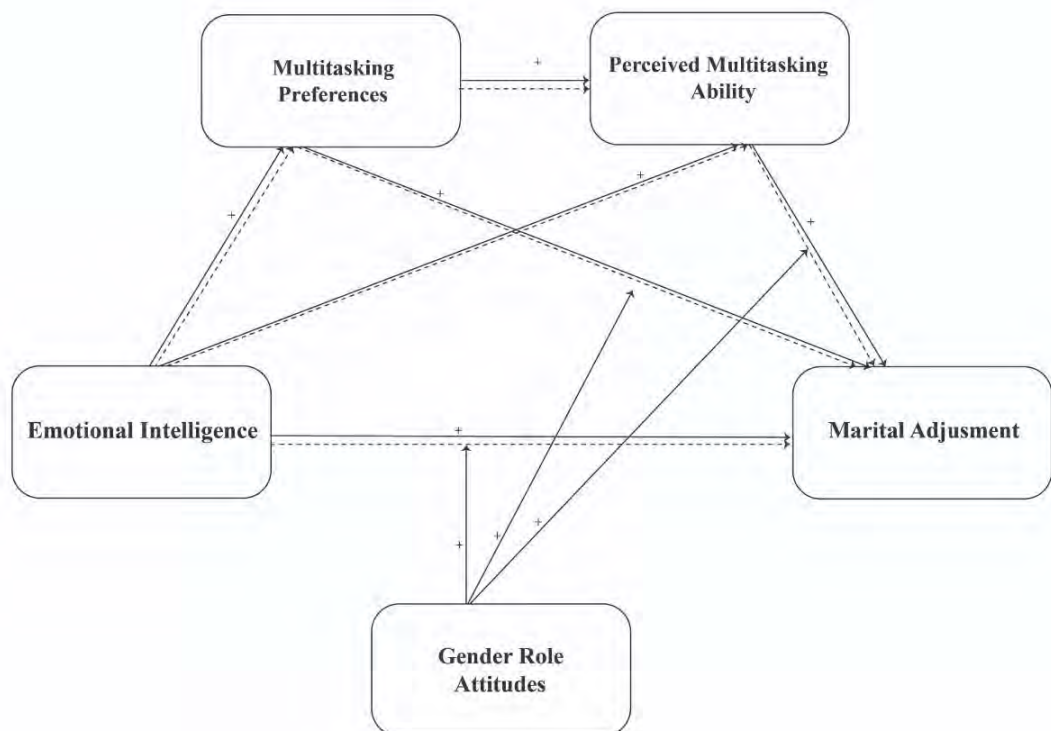 Multitasking
Preferences
Perceived Multitasking
Ability
+
+
+
+
+
Emotional Intelligence
Marital Adjusment
+
+
+
+
Gender Role
Attitudes